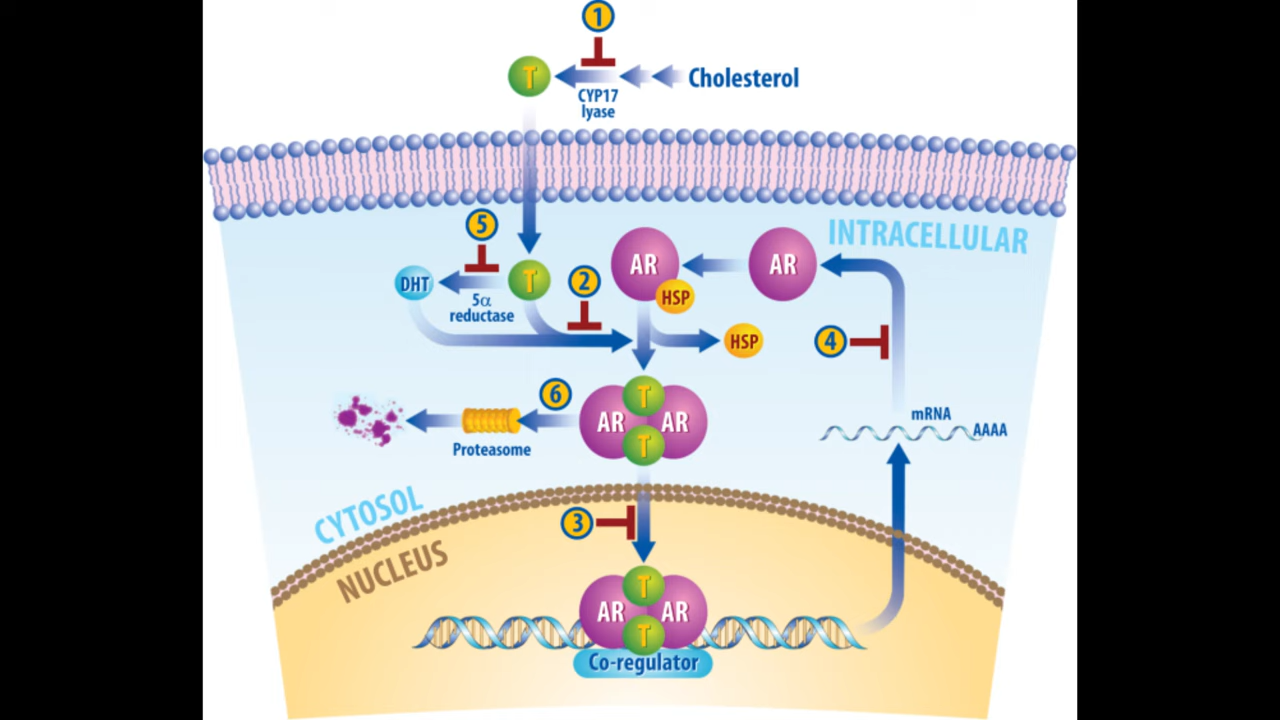 1
T
Cholesterol
CYP17
lyase
INTRACELLULAR
5
DHT
T
5α
reductase
2
AR
HSP
AR
HSP
4
6
T
AR
AR
T
Proteasome
mRNA
AAAA
CYTOSOL
NUCLEUS
3
T
AR
AR
T
Co-regulator